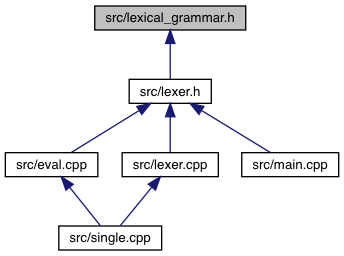 src/lexical_grammar.h
src/lexer.h
src/eval.cpp
src/lexer.cpp
src/main.cpp
src/single.cpp